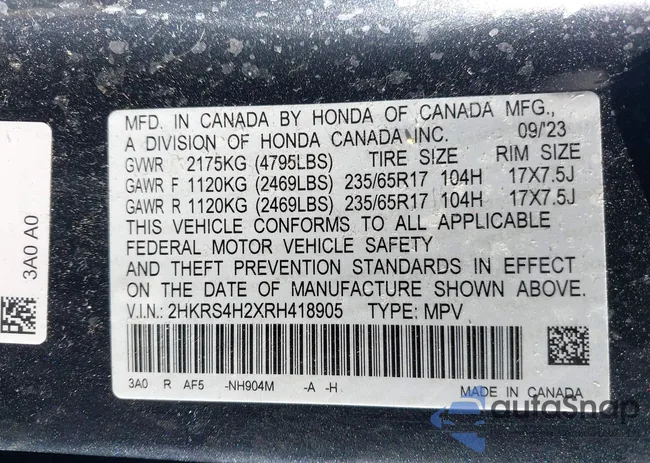 MFD. IN CANADA BY HONDA OF CANADA MFG.,
A DIVISION OF HONDA CANADA INC. 09/'23
GVWR 2175KG (4795LBS) TIRE SIZE RIM SIZE
GAWR F 1120KG (2469LBS) 235/65R17 104H 17X7.5J
GAWR R 1120KG (2469LBS) 235/65R17 104H 17X7.5J
THIS VEHICLE CONFORMS TO ALL APPLICABLE
FEDERAL MOTOR VEHICLE SAFETY
AND THEFT PREVENTION STANDARDS IN EFFECT
ON THE DATE OF MANUFACTURE SHOWN ABOVE.
V.I.N.: 2HKRS4H2XRH418905 TYPE: MPV
3A0 R AF5 -NH904M -A -H MADE IN CANADA
3A0 A0
autoSnap